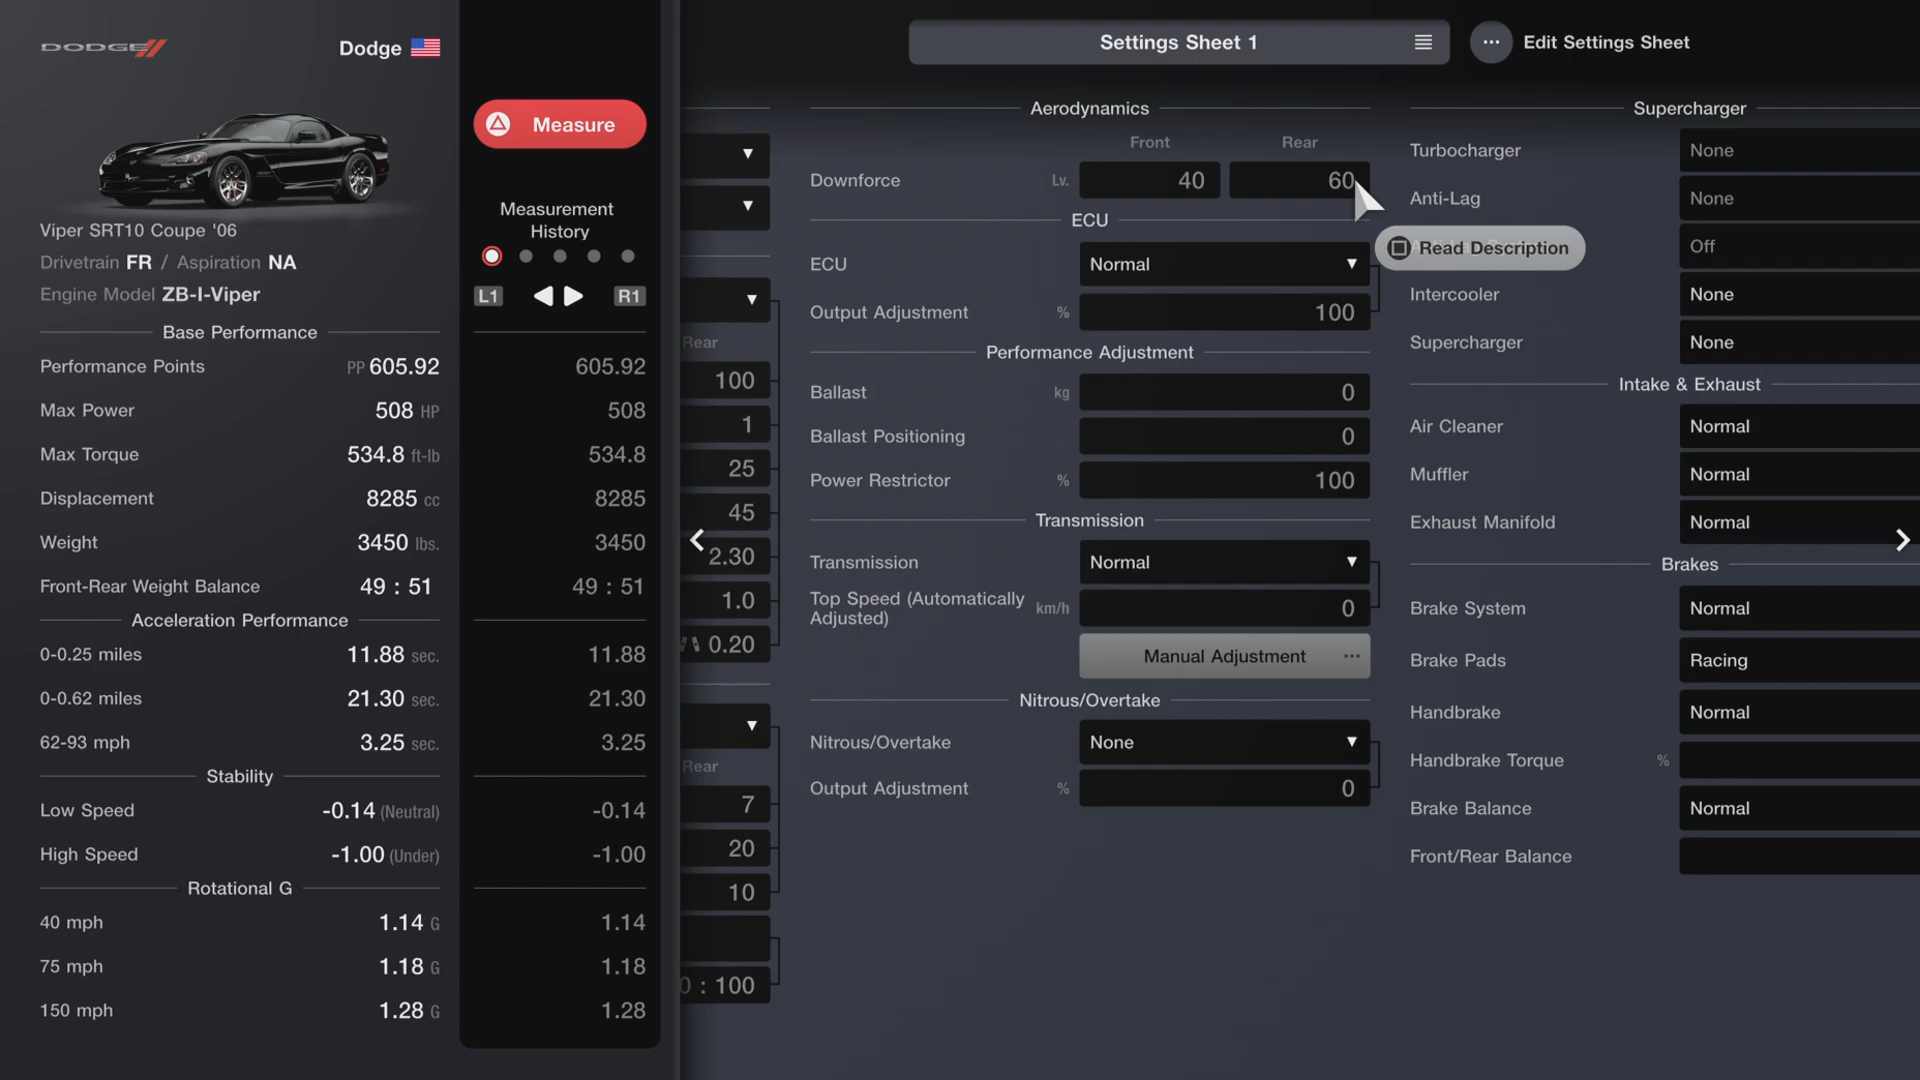 DODGE
Dodge
Viper SRT10 Coupe '06
Drivetrain FR / Aspiration NA
Engine Model ZB-I-Viper
Base Performance
Performance Points PP 605.92
Max Power 508 HP
Max Torque 534.8 ft-lb
Displacement 8285 cc
Weight 3450 lbs.
Front-Rear Weight Balance 49 : 51
Acceleration Performance
0-0.25 miles 11.88 sec.
0-0.62 miles 21.30 sec.
62-93 mph 3.25 sec.
Stability
Low Speed -0.14 (Neutral)
High Speed -1.00 (Under)
Rotational G
40 mph 1.14 G
75 mph 1.18 G
150 mph 1.28 G
Measure
Measurement
History
L1 R1
605.92
508
534.8
8285
3450
49 : 51
11.88
21.30
3.25
-0.14
-1.00
1.14
1.18
1.28
Settings Sheet 1
Edit Settings Sheet
Rear
100
1
25
45
2.30
1.0
0.20
Rear
7
20
10
0 : 100
Aerodynamics
Front Rear
Downforce Lv. 40 60
ECU
ECU Normal
Output Adjustment % 100
Performance Adjustment
Ballast kg 0
Ballast Positioning 0
Power Restrictor % 100
Transmission
Transmission Normal
Top Speed (Automatically
Adjusted) km/h 0
Manual Adjustment
Nitrous/Overtake
Nitrous/Overtake None
Output Adjustment % 0
Supercharger
Turbocharger None
Anti-Lag None
Read Description Off
Intercooler None
Supercharger None
Intake & Exhaust
Air Cleaner Normal
Muffler Normal
Exhaust Manifold Normal
Brakes
Brake System Normal
Brake Pads Racing
Handbrake Normal
Handbrake Torque %
Brake Balance Normal
Front/Rear Balance